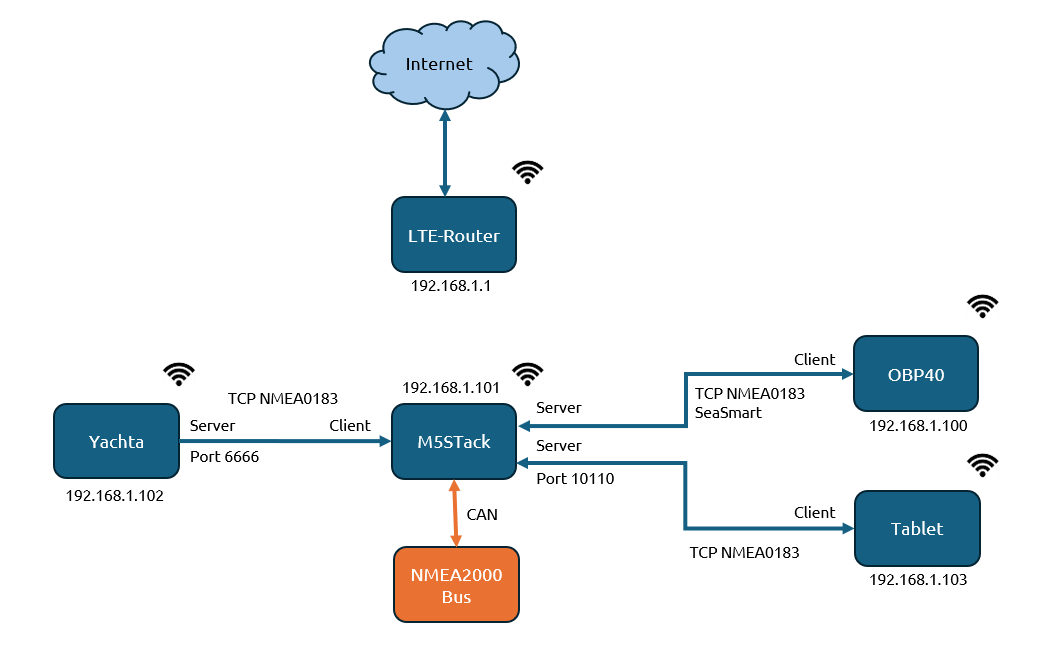 Internet
LTE-Router
192.168.1.1
TCP NMEA0183
Server
Client
Port 6666
Yachta
192.168.1.102
192.168.1.101
M5STack
CAN
NMEA2000
Bus
Server
Client
TCP NMEA0183
SeaSmart
OBP40
192.168.1.100
Server
Port 10110
Client
TCP NMEA0183
Tablet
192.168.1.103